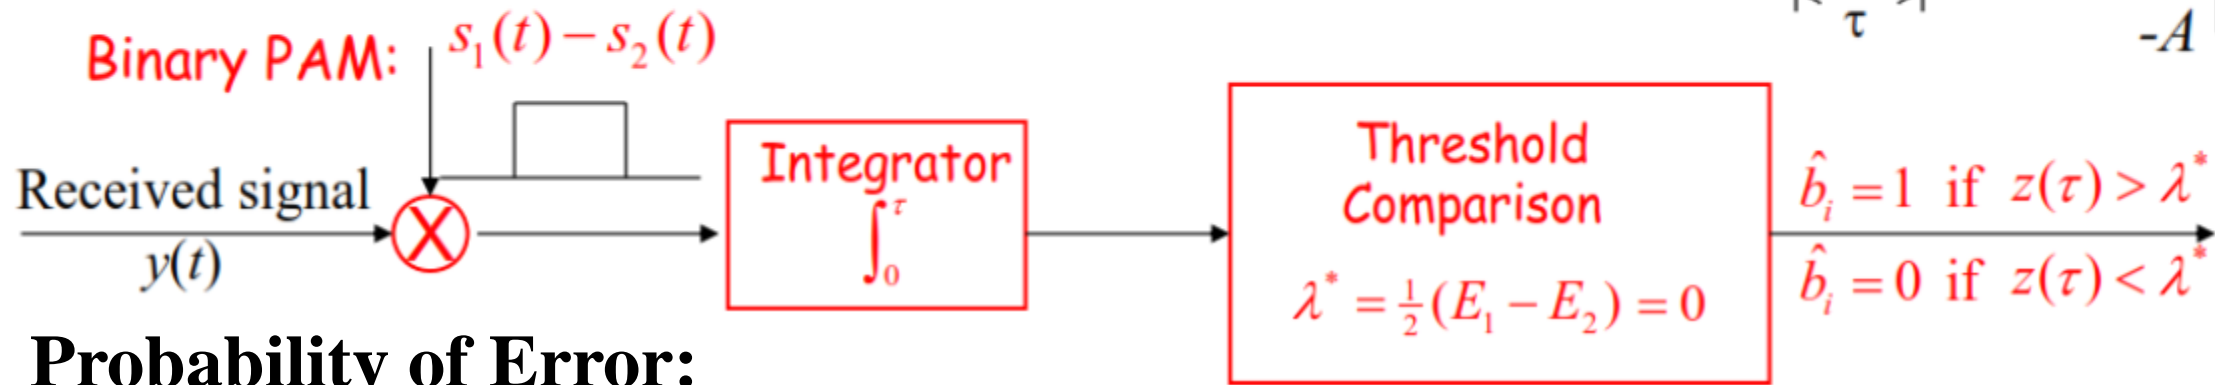 τ
-A
Binary PAM:
s₁(t) − s₂(t)
Received signal
y(t)
X
Integrator
∫₀^τ
Threshold
Comparison
λ* = ½(E₁ − E₂) = 0
b̂ᵢ = 1 if z(τ) > λ*
b̂ᵢ = 0 if z(τ) < λ*
Probability of Error: